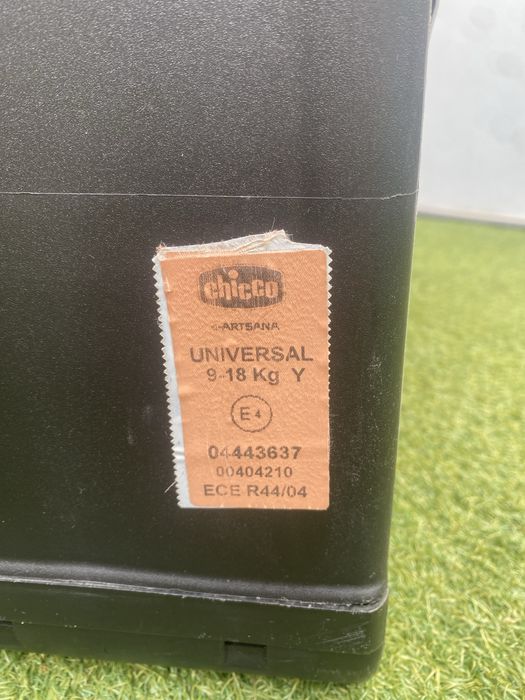 chicco
ARTSANA
UNIVERSAL
9-18 Kg Y
E4
04443637
00404210
ECE R44/04